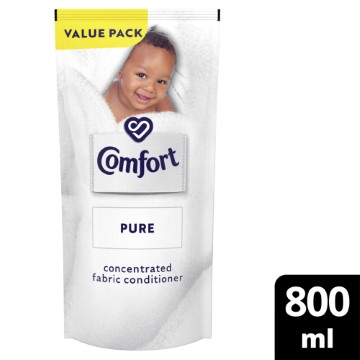 VALUE PACK
Comfort
PURE
concentrated
fabric conditioner
800
ml